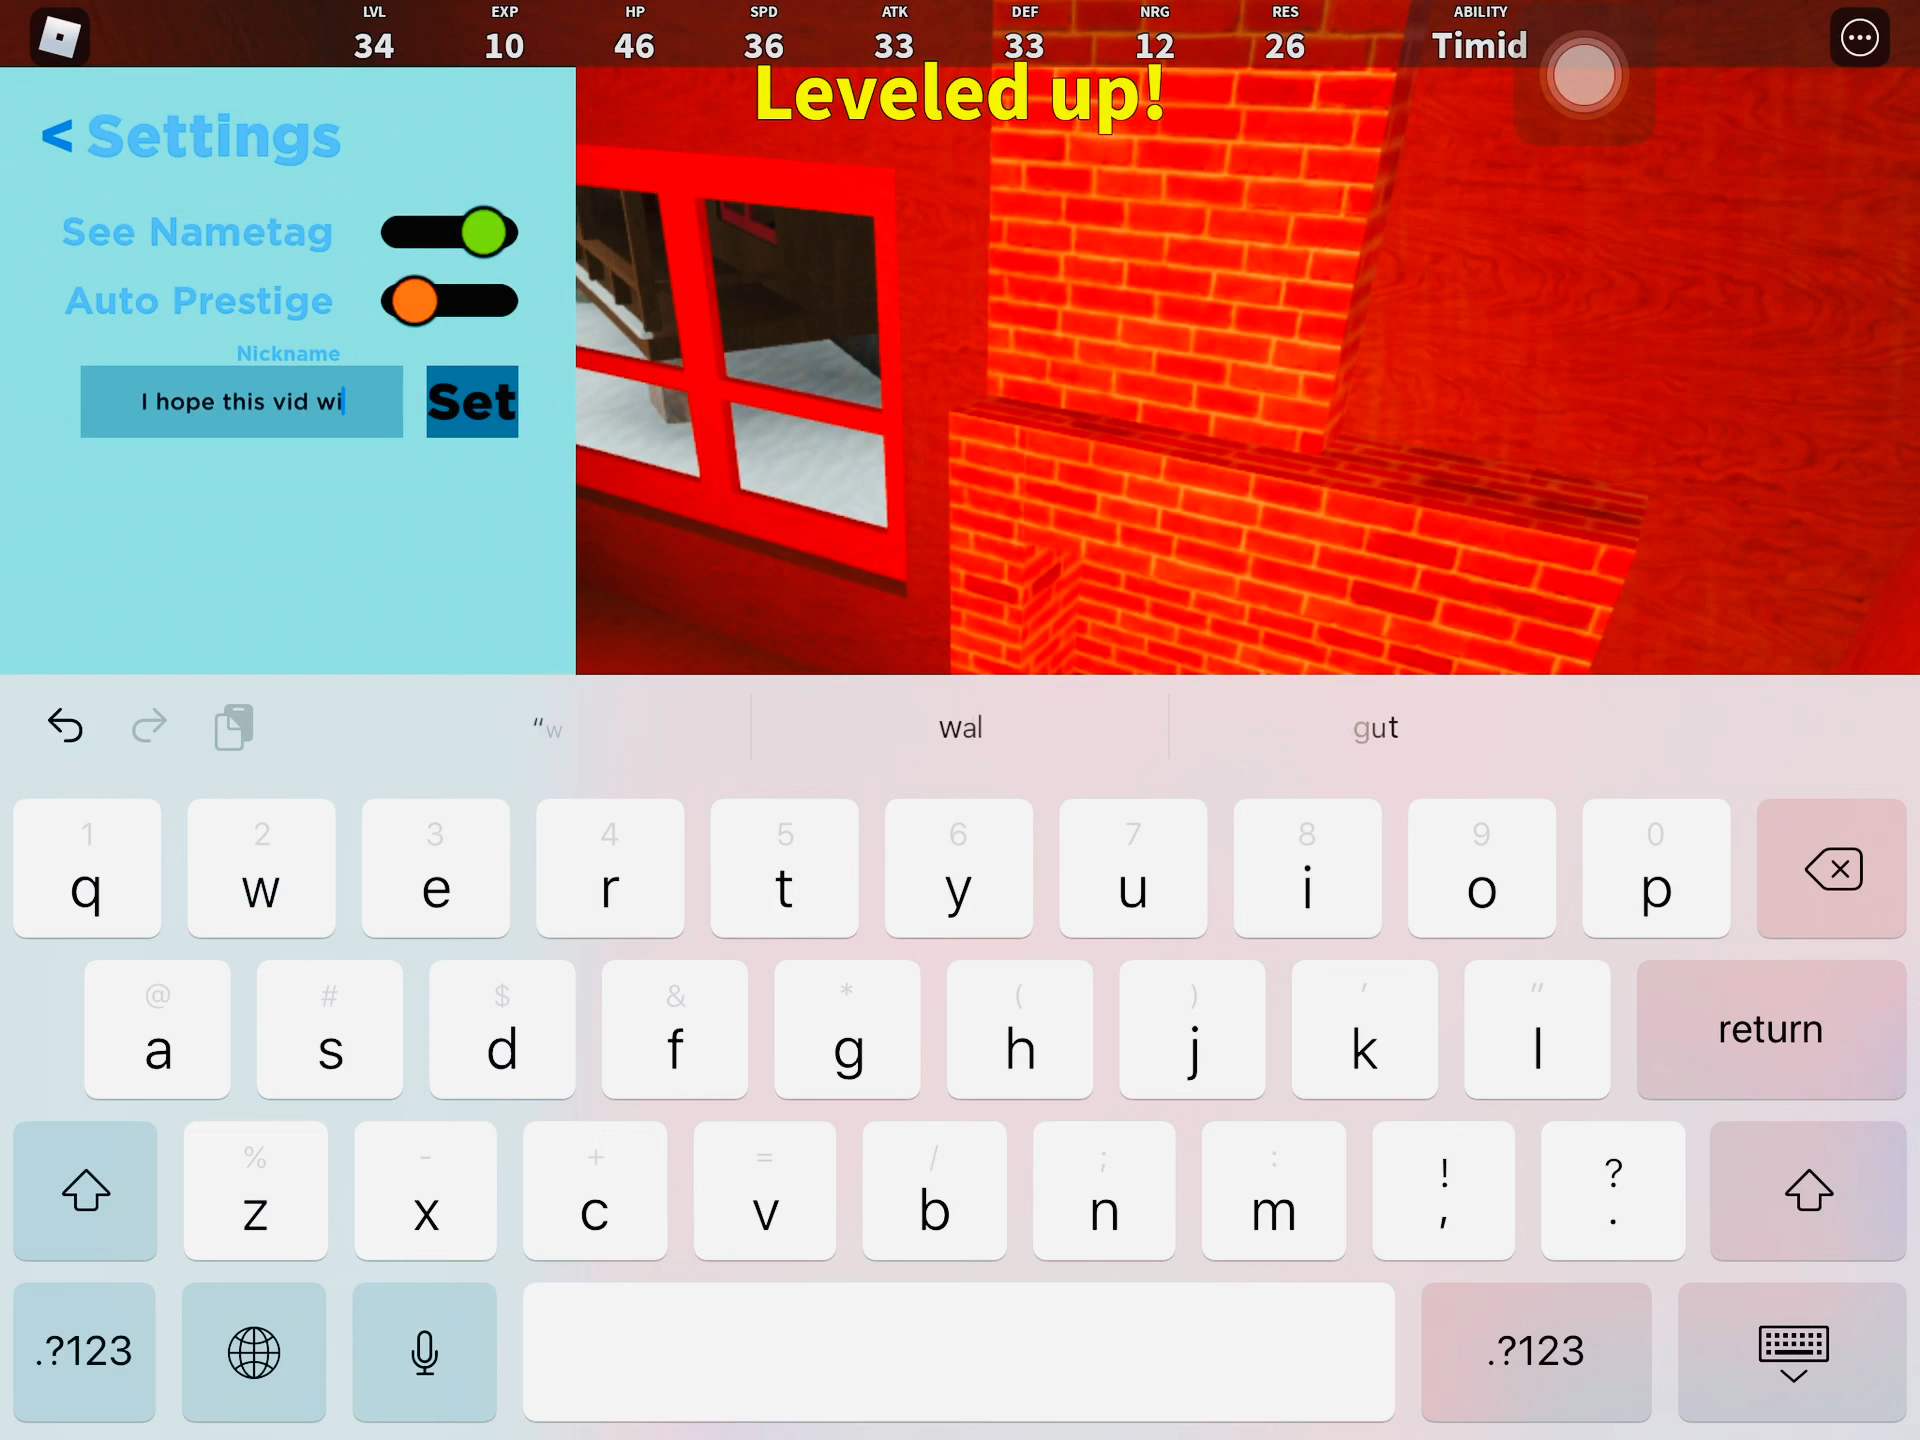 LVL EXP HP SPD ATK DEF NRG RES ABILITY
34 10 46 36 33 33 12 26 Timid
Leveled up!
< Settings
See Nametag
Auto Prestige
Nickname
I hope this vid wi
Set
“w wal gut
1 2 3 4 5 6 7 8 9 0
q w e r t y u i o p
@ # $ & * ( ) ' "
a s d f g h j k l return
% - + = / ; : ! ?
z x c v b n m , .
.?123 .?123